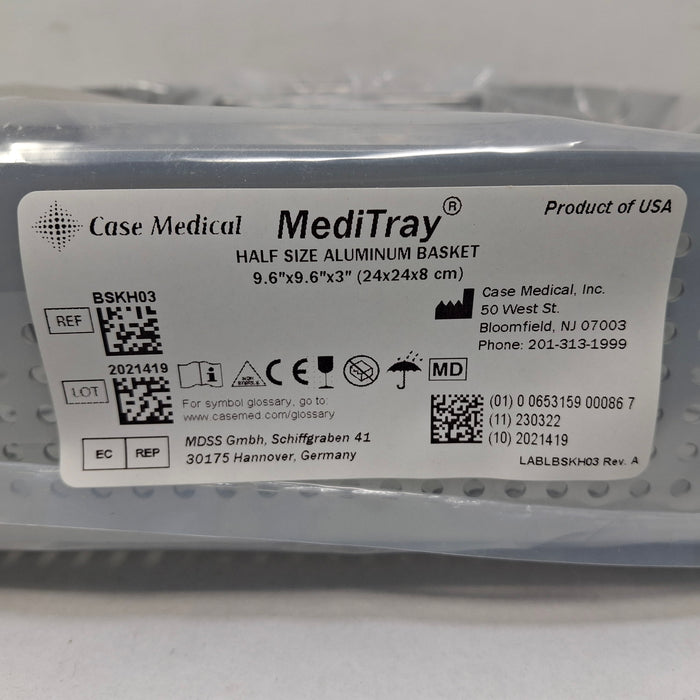 Case Medical MediTray® Product of USA
HALF SIZE ALUMINUM BASKET
9.6"x9.6"x3" (24x24x8 cm)
BSKH03
REF
Case Medical, Inc.
50 West St.
Bloomfield, NJ 07003
Phone: 201-313-1999
2021419
LOT
MD
For symbol glossary, go to:
www.casemed.com/glossary
EC REP
MDSS Gmbh, Schiffgraben 41
30175 Hannover, Germany
(01) 0 0653159 00086 7
(11) 230322
(10) 2021419
LABLBSKH03 Rev. A